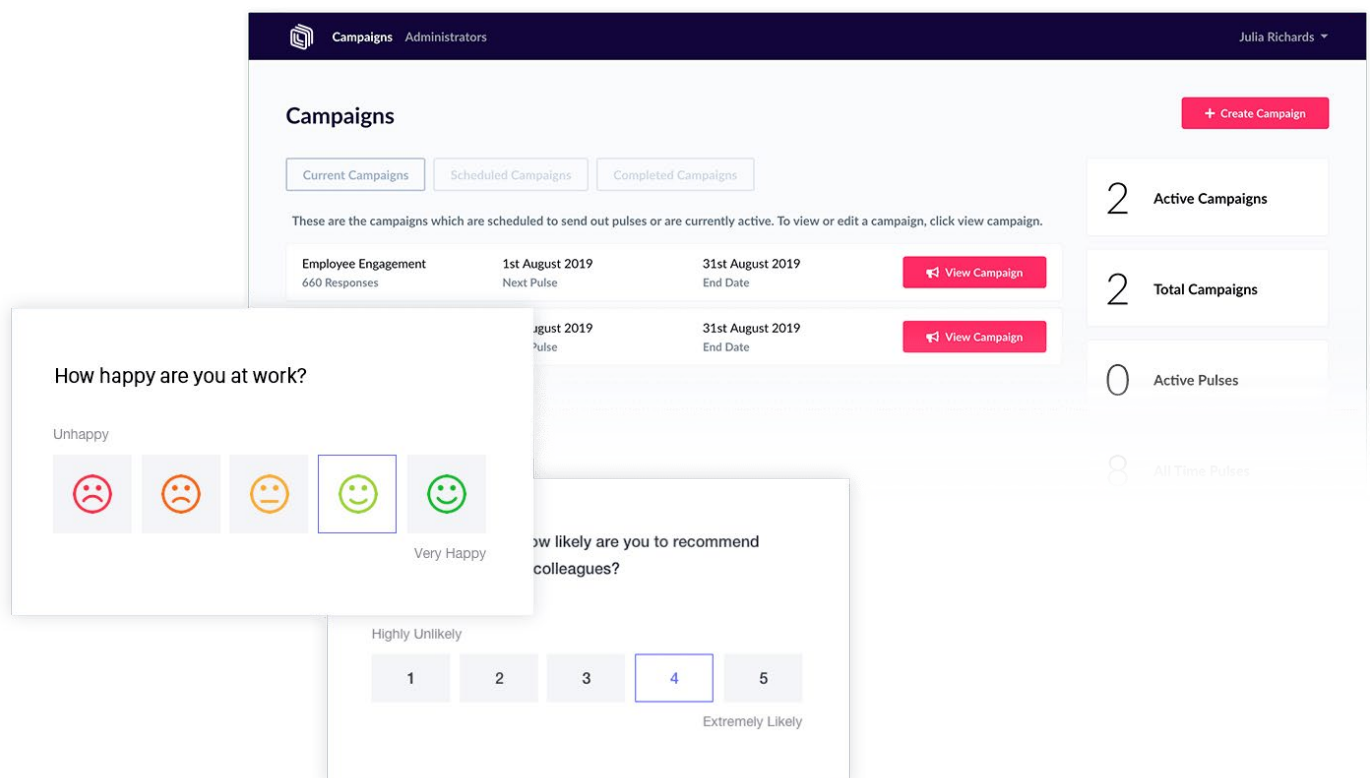 Campaigns Administrators Julia Richards
Campaigns
+ Create Campaign
Current Campaigns Scheduled Campaigns Completed Campaigns
These are the campaigns which are scheduled to send out pulses or are currently active. To view or edit a campaign, click view campaign.
Employee Engagement 1st August 2019 31st August 2019 View Campaign
660 Responses Next Pulse End Date
2019 31st August 2019 View Campaign
Pulse End Date
2 Active Campaigns
2 Total Campaigns
0 Active Pulses
8 All Time Pulses
How happy are you at work?
Unhappy
Very Happy
likely are you to recommend
colleagues?
Highly Unlikely
1 2 3 4 5
Extremely Likely